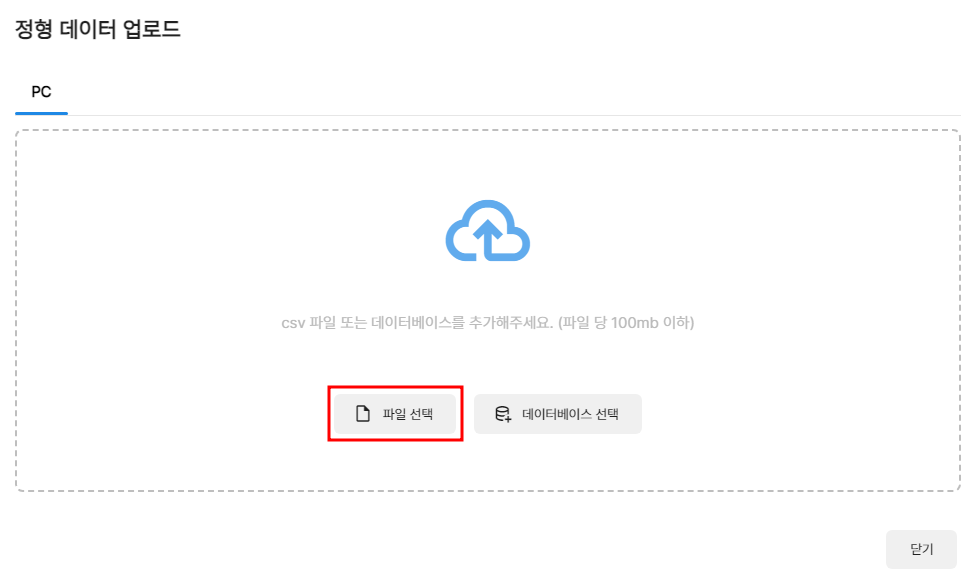 정형 데이터 업로드
PC
csv 파일 또는 데이터베이스를 추가해주세요. (파일 당 100mb 이하)
파일 선택
데이터베이스 선택
닫기